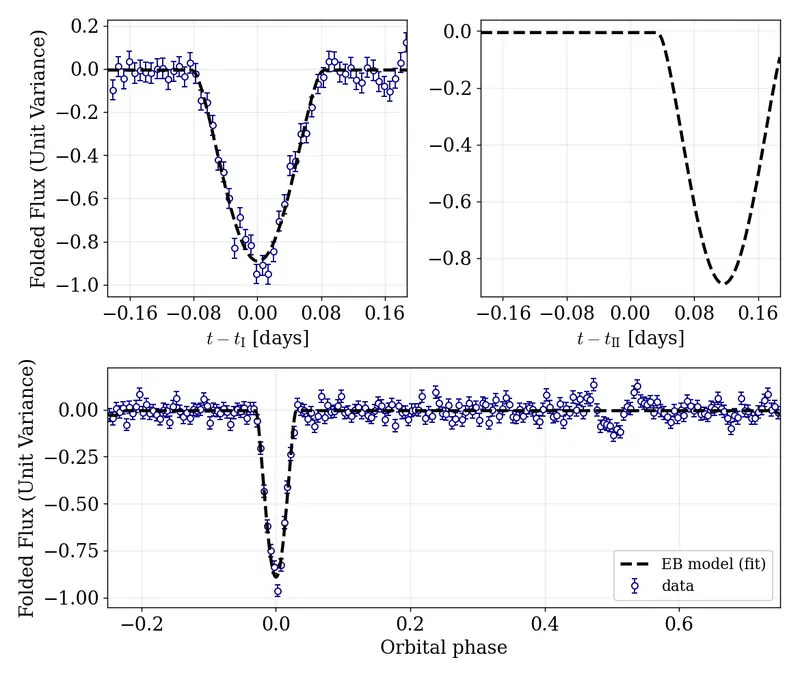 Folded Flux (Unit Variance)
0.2
0.0
−0.2
−0.4
−0.6
−0.8
−1.0
−0.16 −0.08 0.00 0.08 0.16
t − t_I [days]
0.0
−0.2
−0.4
−0.6
−0.8
−0.16 −0.08 0.00 0.08 0.16
t − t_II [days]
Folded Flux (Unit Variance)
0.00
−0.25
−0.50
−0.75
−1.00
−0.2 0.0 0.2 0.4 0.6
Orbital phase
EB model (fit)
data